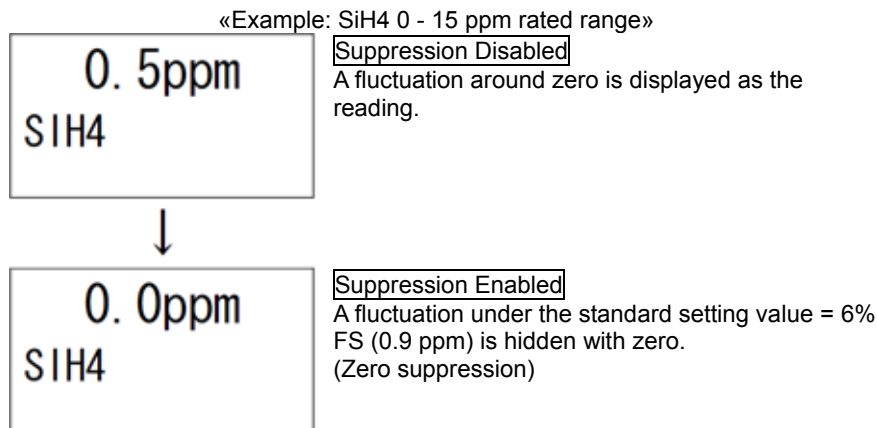 «Example: SiH4 0 - 15 ppm rated range»
0.5ppm
SIH4
Suppression Disabled
A fluctuation around zero is displayed as the
reading.
↓
0.0ppm
SIH4
Suppression Enabled
A fluctuation under the standard setting value = 6%
FS (0.9 ppm) is hidden with zero.
(Zero suppression)